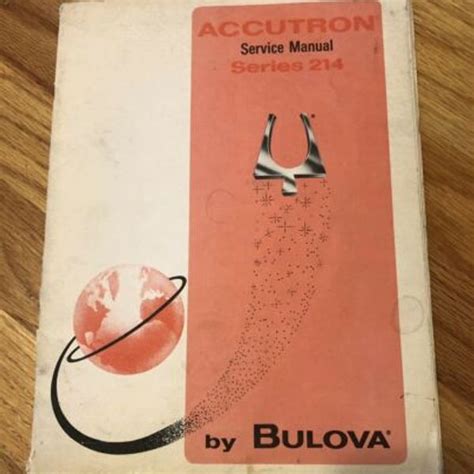 ACCUTRON
Service Manual
Series 214
by BULOVA®